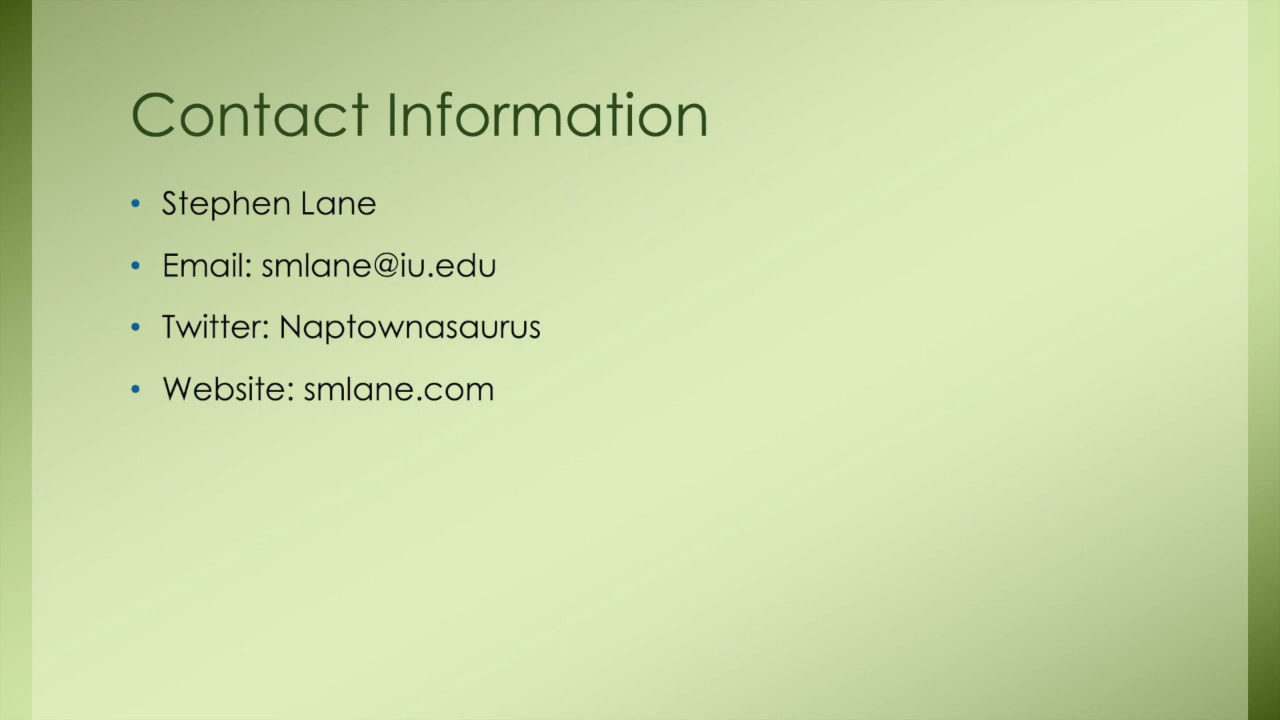 Contact Information
• Stephen Lane
• Email: smlane@iu.edu
• Twitter: Naptownasaurus
• Website: smlane.com